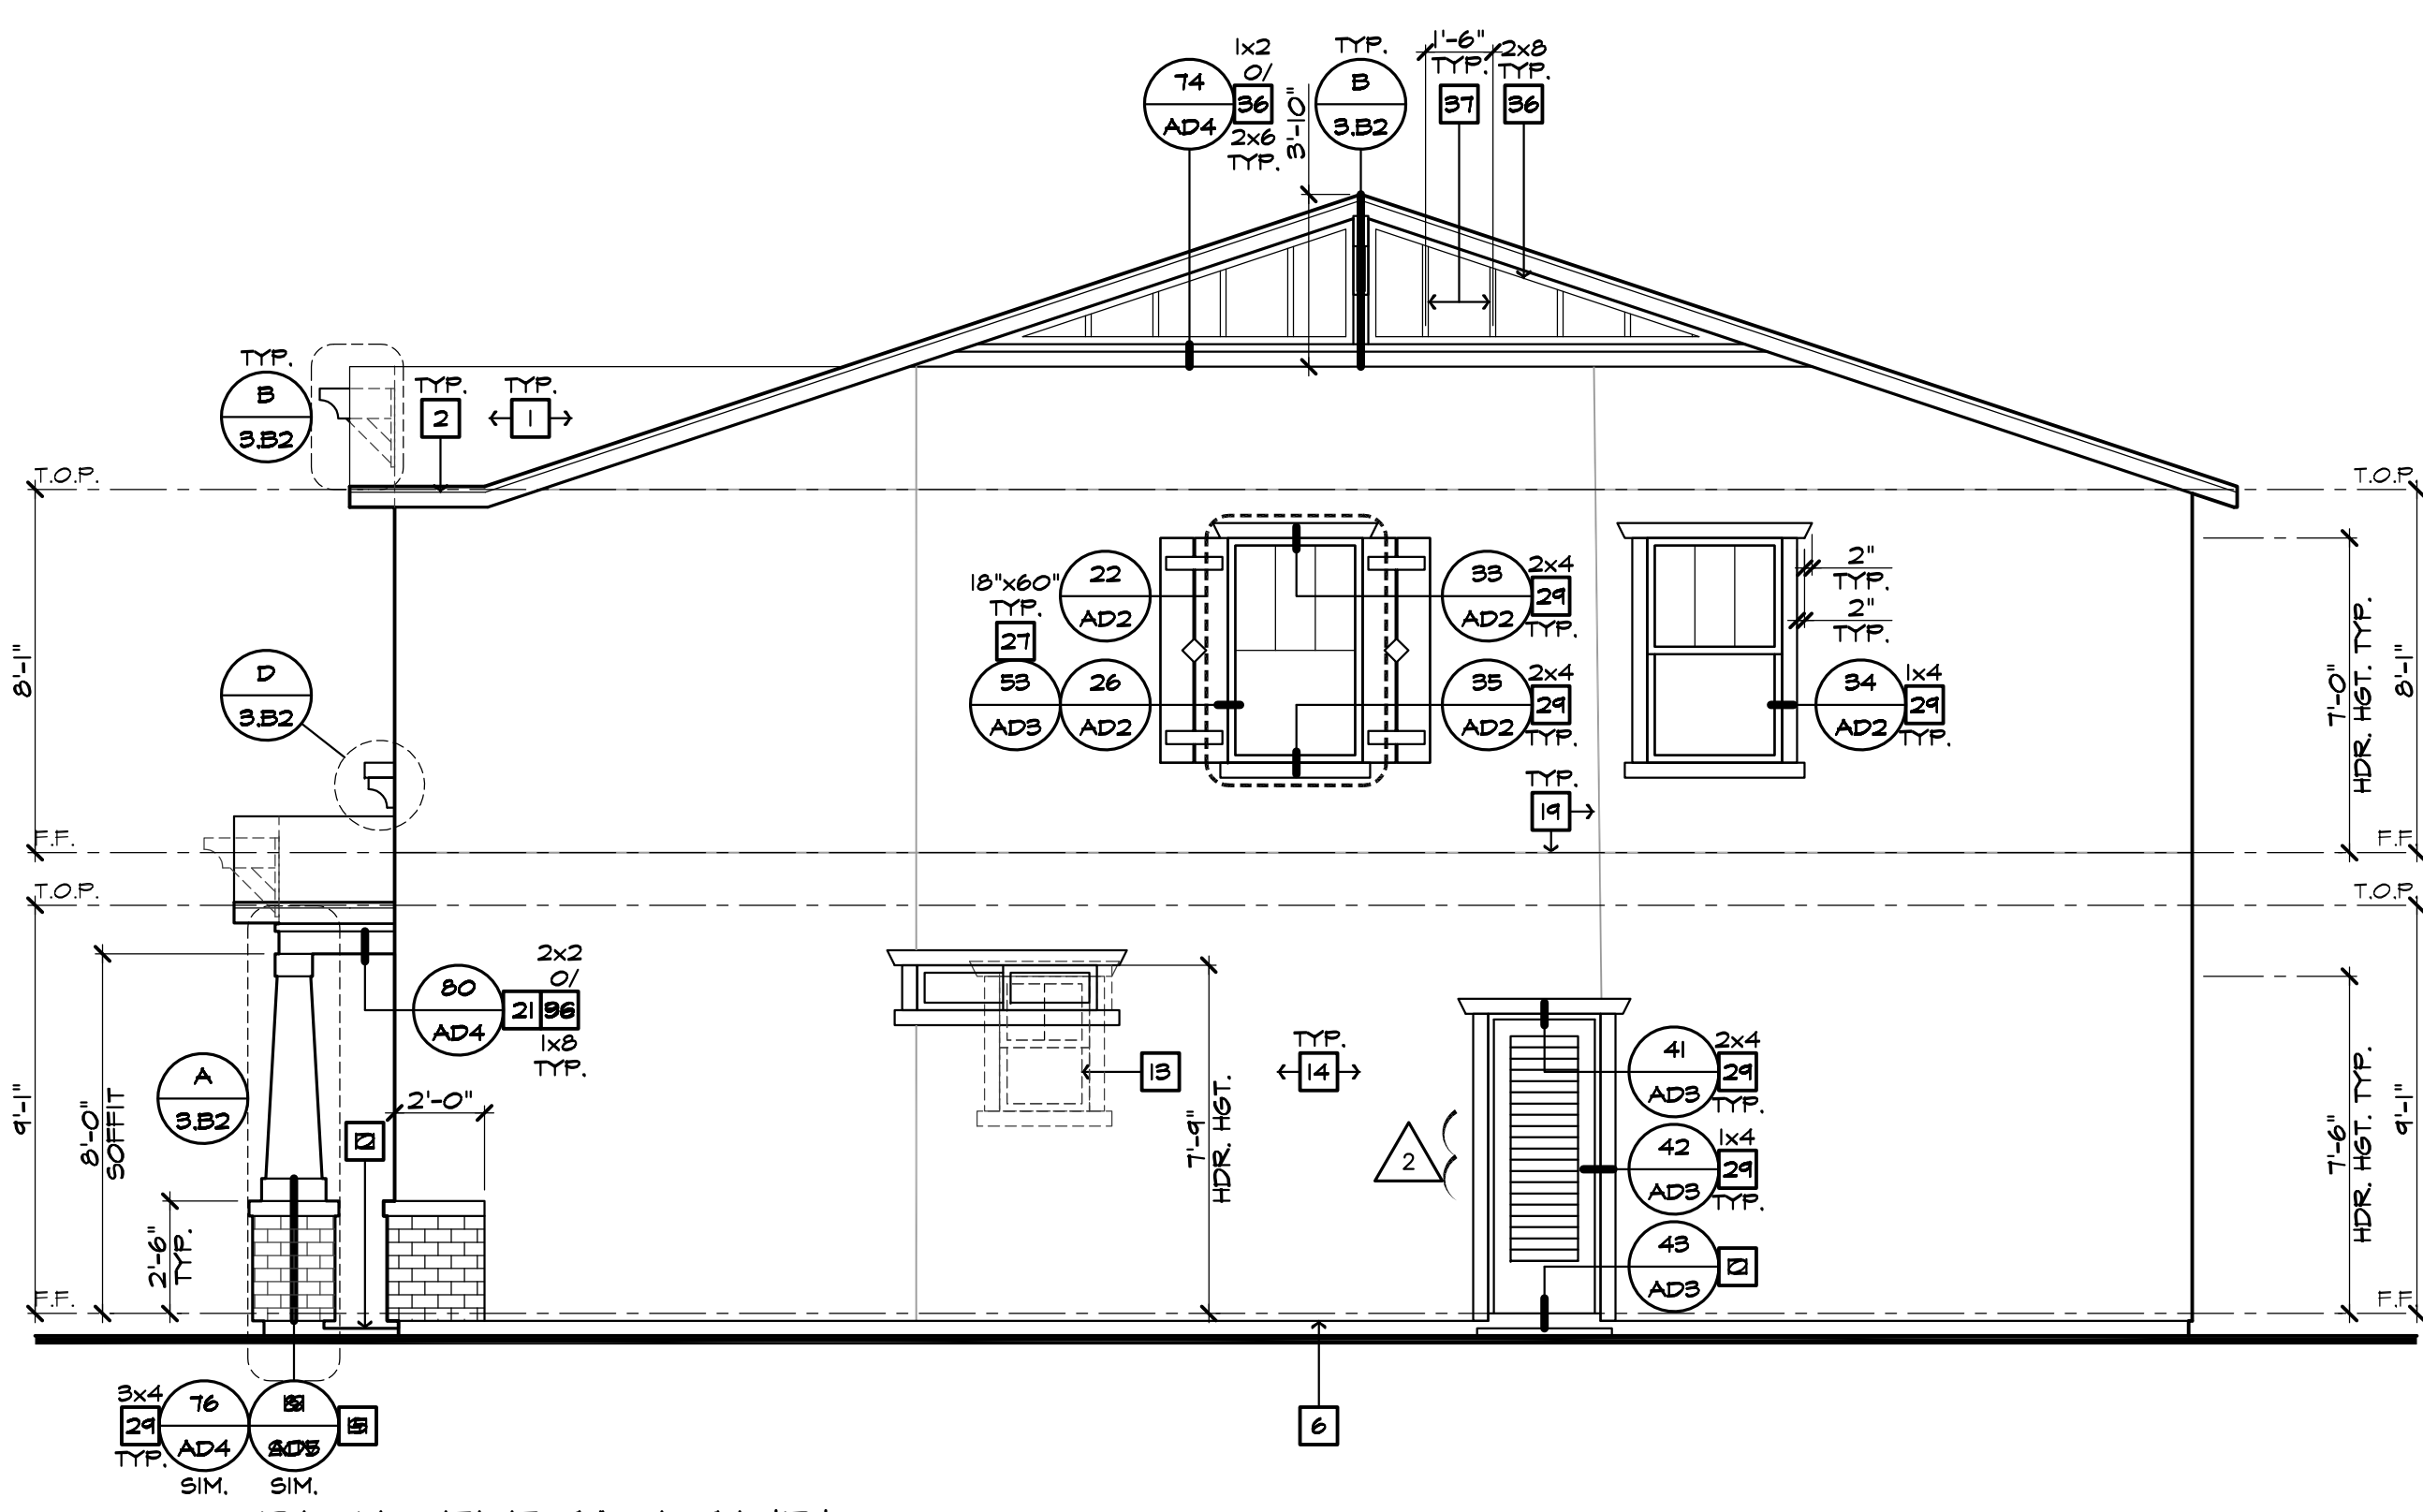 1x2
0/
74
AD4
36
2x6
TYP.
3'-10"
TYP.
B
3.B2
1'-6"
TYP.
37
2x8
TYP.
36
TYP.
B
3.B2
TYP.
2
TYP.
1
T.O.P.
T.O.P.
8'-1"
D
3.B2
18"x60"
TYP.
27
22
AD2
53
AD3
26
AD2
33
AD2
2x4
29
TYP.
35
AD2
2x4
29
TYP.
2"
TYP.
2"
TYP.
34
AD2
1x4
29
TYP.
TYP.
19
7'-0"
HDR. HGT. TYP.
8'-1"
F.F.
F.F.
T.O.P.
T.O.P.
9'-1"
8'-0"
SOFFIT
A
3.B2
80
AD4
2x2
0/
21
1x8
TYP.
2'-0"
2'-6"
TYP.
13
7'-9"
HDR. HGT.
TYP.
14
2
41
AD3
2x4
29
TYP.
42
AD3
1x4
29
TYP.
43
AD3
7'-6"
HDR. HGT. TYP.
9'-1"
F.F.
F.F.
3x4
29
TYP.
76
AD4
SIM.
SIM.
6